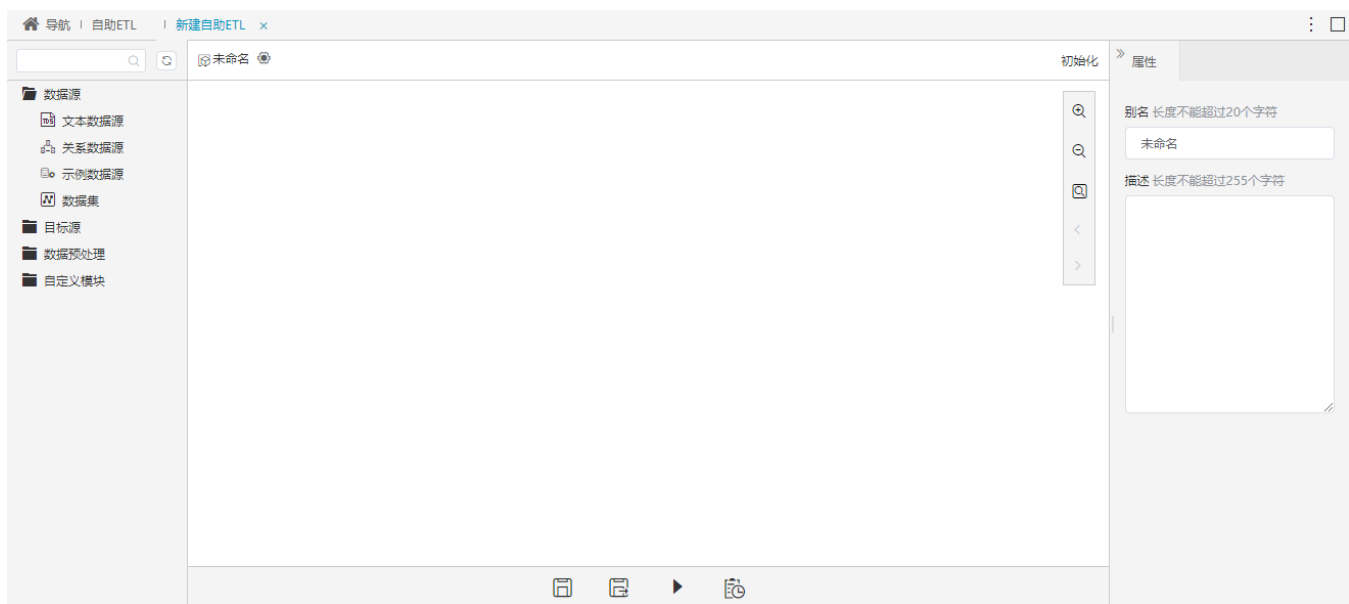 导航 自助ETL 新建自助ETL ×
未命名
初始化
属性
数据源
文本数据源
关系数据源
示例数据源
数据集
目标源
数据预处理
自定义模块
别名 长度不能超过20个字符
未命名
描述 长度不能超过255个字符